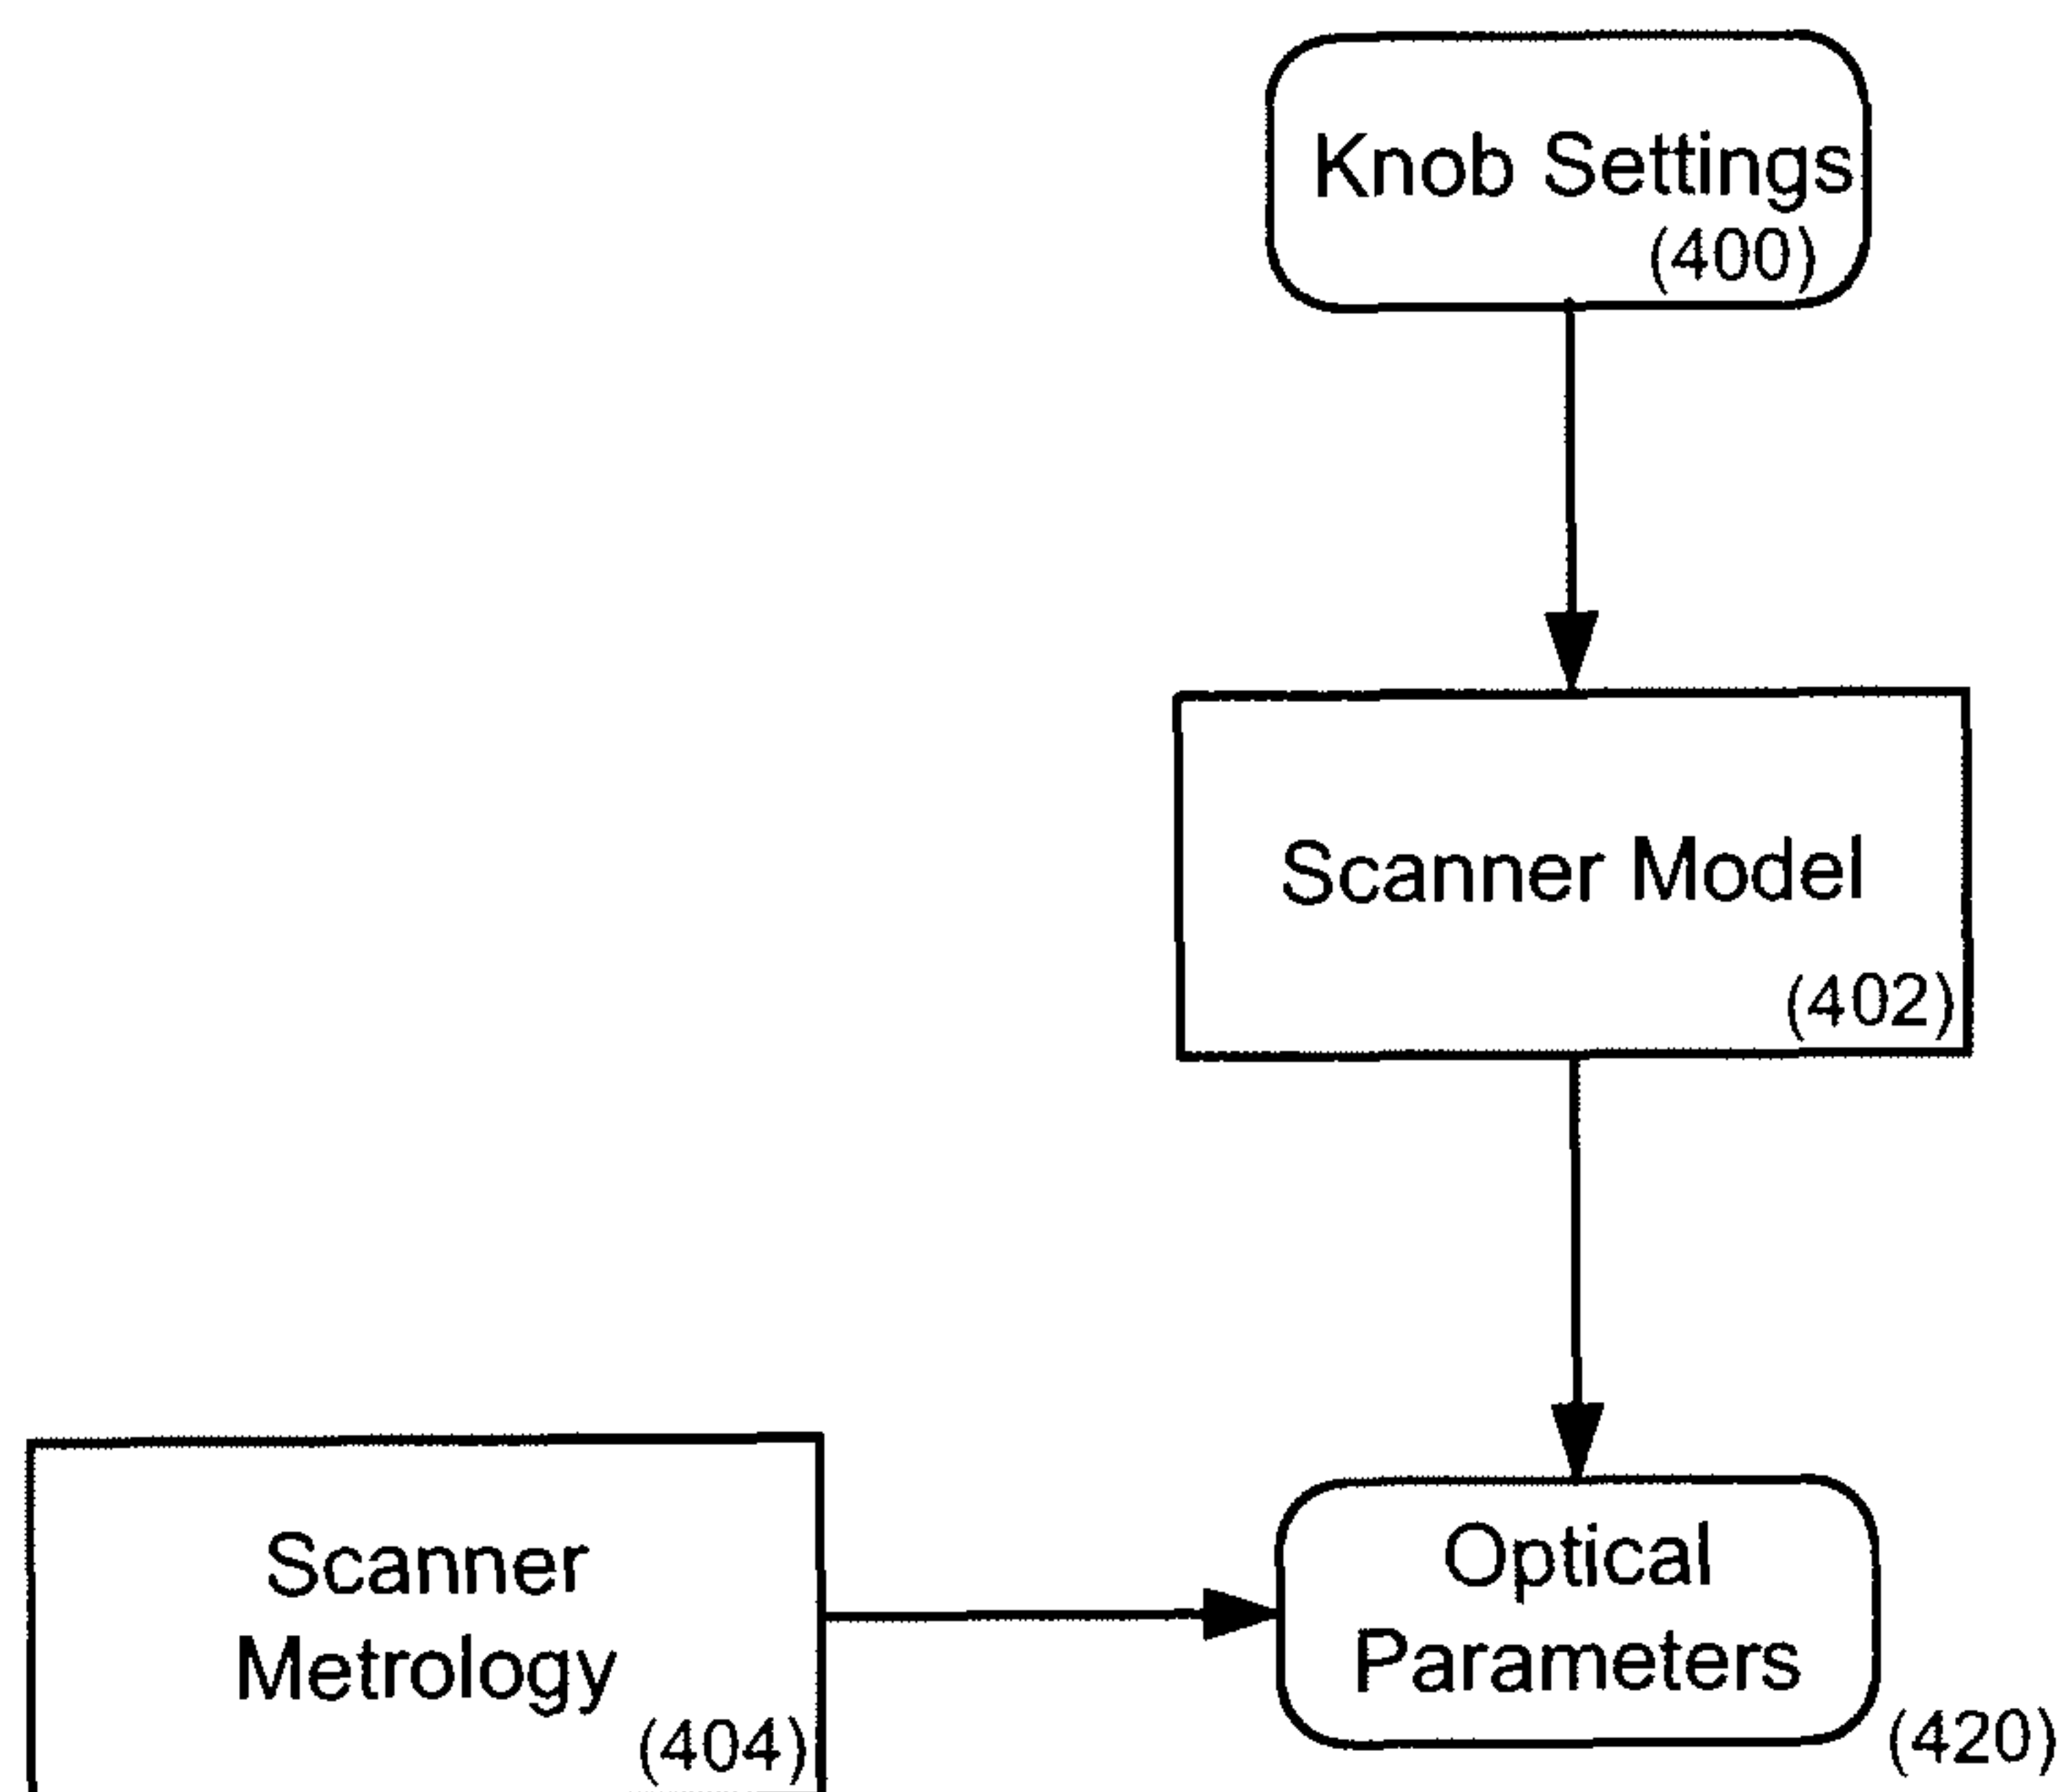 Knob Settings
(400)
Scanner Model
(402)
Scanner
Metrology
(404)
Optical
Parameters
(420)